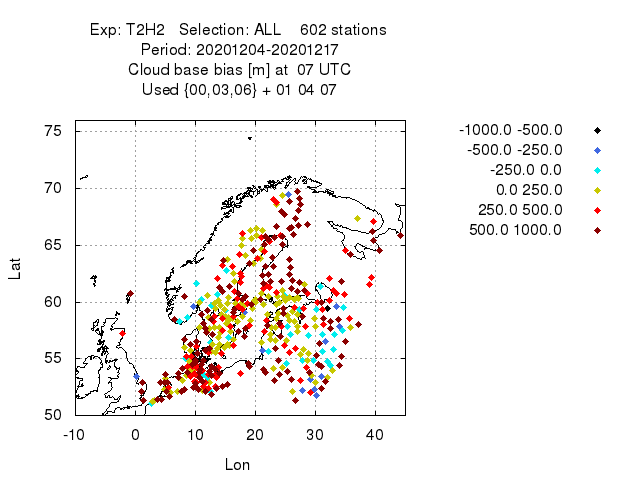 Exp: T2H2 Selection: ALL 602 stations
Period: 20201204-20201217
Cloud base bias [m] at 07 UTC
Used {00,03,06} + 01 04 07
-1000.0 -500.0
-500.0 -250.0
-250.0 0.0
0.0 250.0
250.0 500.0
500.0 1000.0
75
70
65
60
55
50
Lat
-10 0 10 20 30 40
Lon